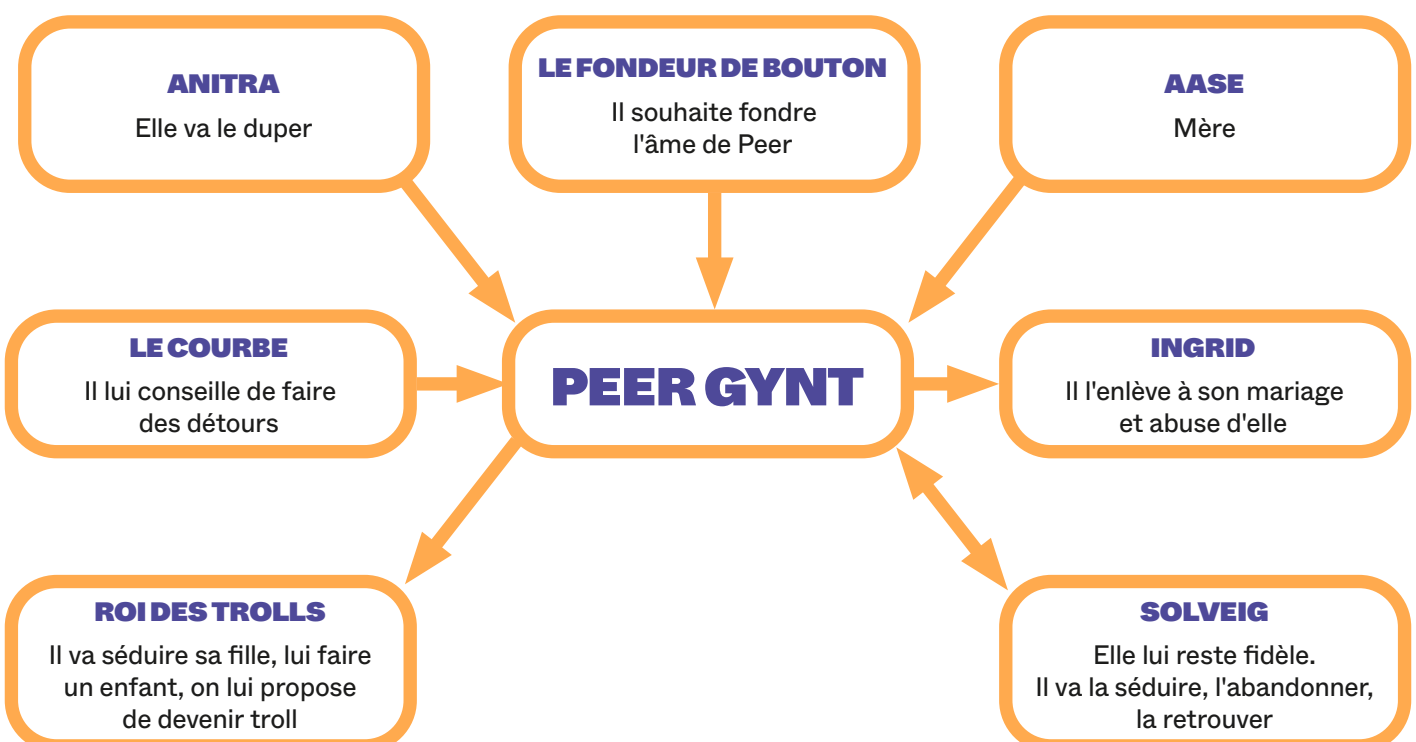 ANITRA
Elle va le duper
LE FONDEUR DE BOUTON
Il souhaite fondre
l'âme de Peer
AASE
Mère
LE COURBE
Il lui conseille de faire
des détours
PEER GYNT
INGRID
Il l'enlève à son mariage
et abuse d'elle
ROI DES TROLLS
Il va séduire sa fille, lui faire
un enfant, on lui propose
de devenir troll
SOLVEIG
Elle lui reste fidèle.
Il va la séduire, l'abandonner,
la retrouver